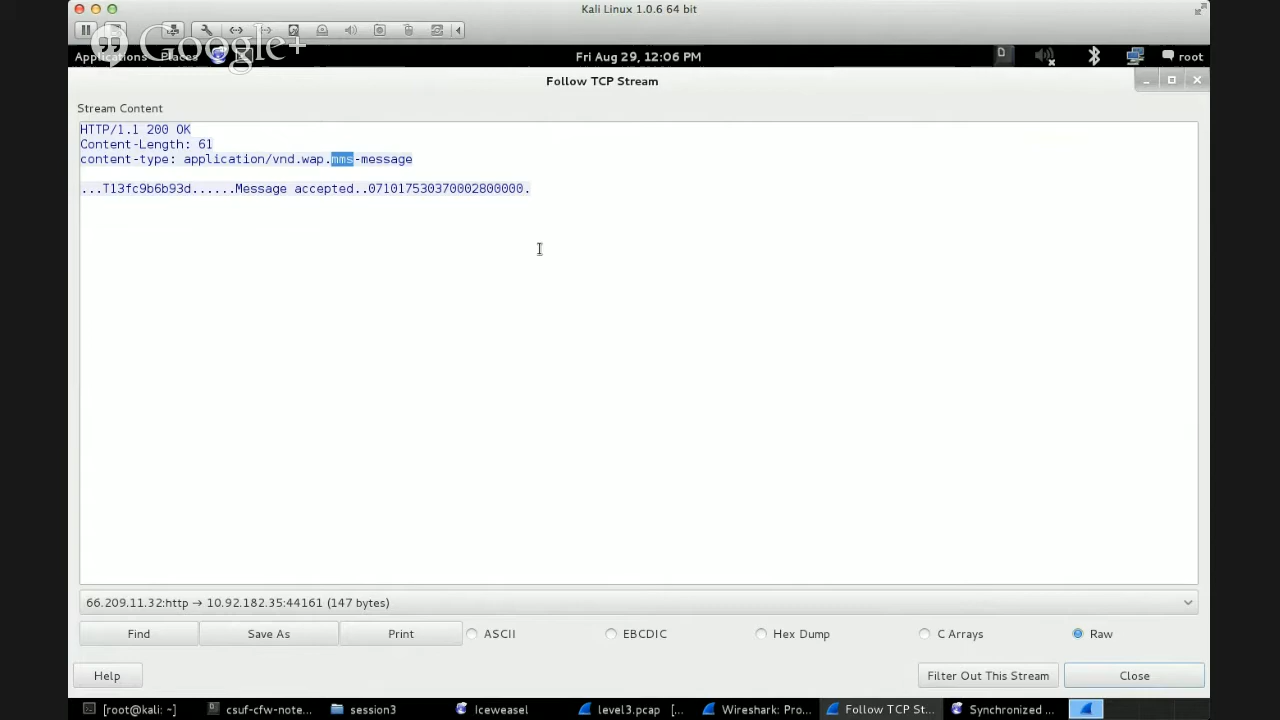 Kali Linux 1.0.6 64 bit
Google+
Applications Places Fri Aug 29, 12:06 PM root
Follow TCP Stream
Stream Content
HTTP/1.1 200 OK
Content-Length: 61
content-type: application/vnd.wap.mms-message
...T13fc9b6b93d......Message accepted..071017530370002800000.
66.209.11.32:http → 10.92.182.35:44161 (147 bytes)
Find Save As Print ASCII EBCDIC Hex Dump C Arrays Raw
Help Filter Out This Stream Close
[root@kali: ~] csuf-cfw-note... session3 Iceweasel level3.pcap [... Wireshark: Pro... Follow TCP St... Synchronized ...